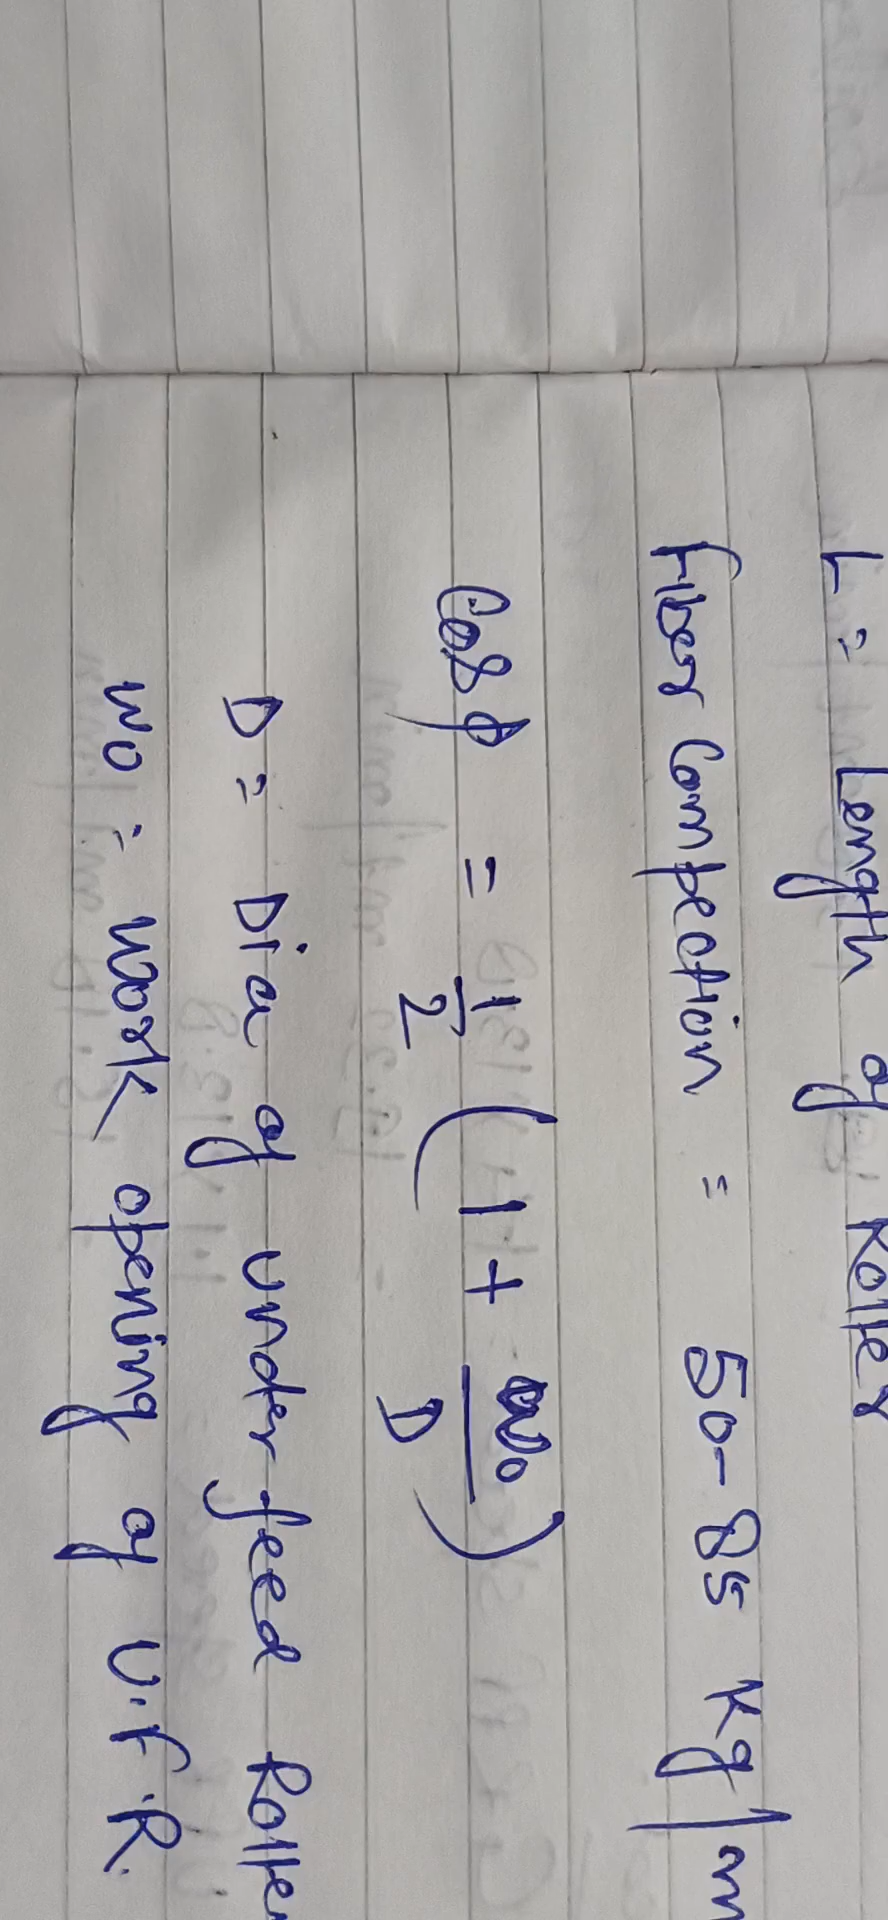 L = Length of Roller
Fiber Compection = 50-85 kg/m
Cos φ = 1/2 (1 + wo/D)
D = Dia of under feed Roller
wo = work opening of U.F.R.